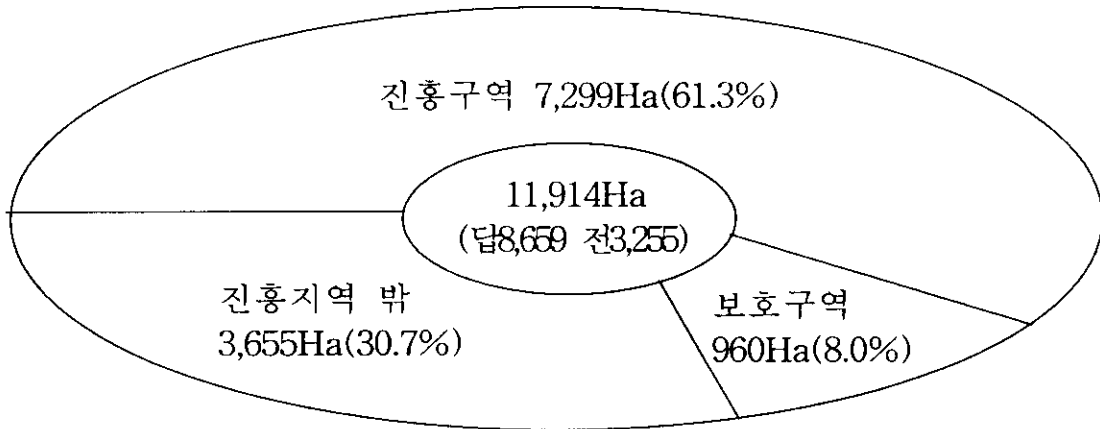 진흥구역 7,299Ha(61.3%)
11,914Ha
(답8,659 전3,255)
진흥지역 밖
3,655Ha(30.7%)
보호구역
960Ha(8.0%)